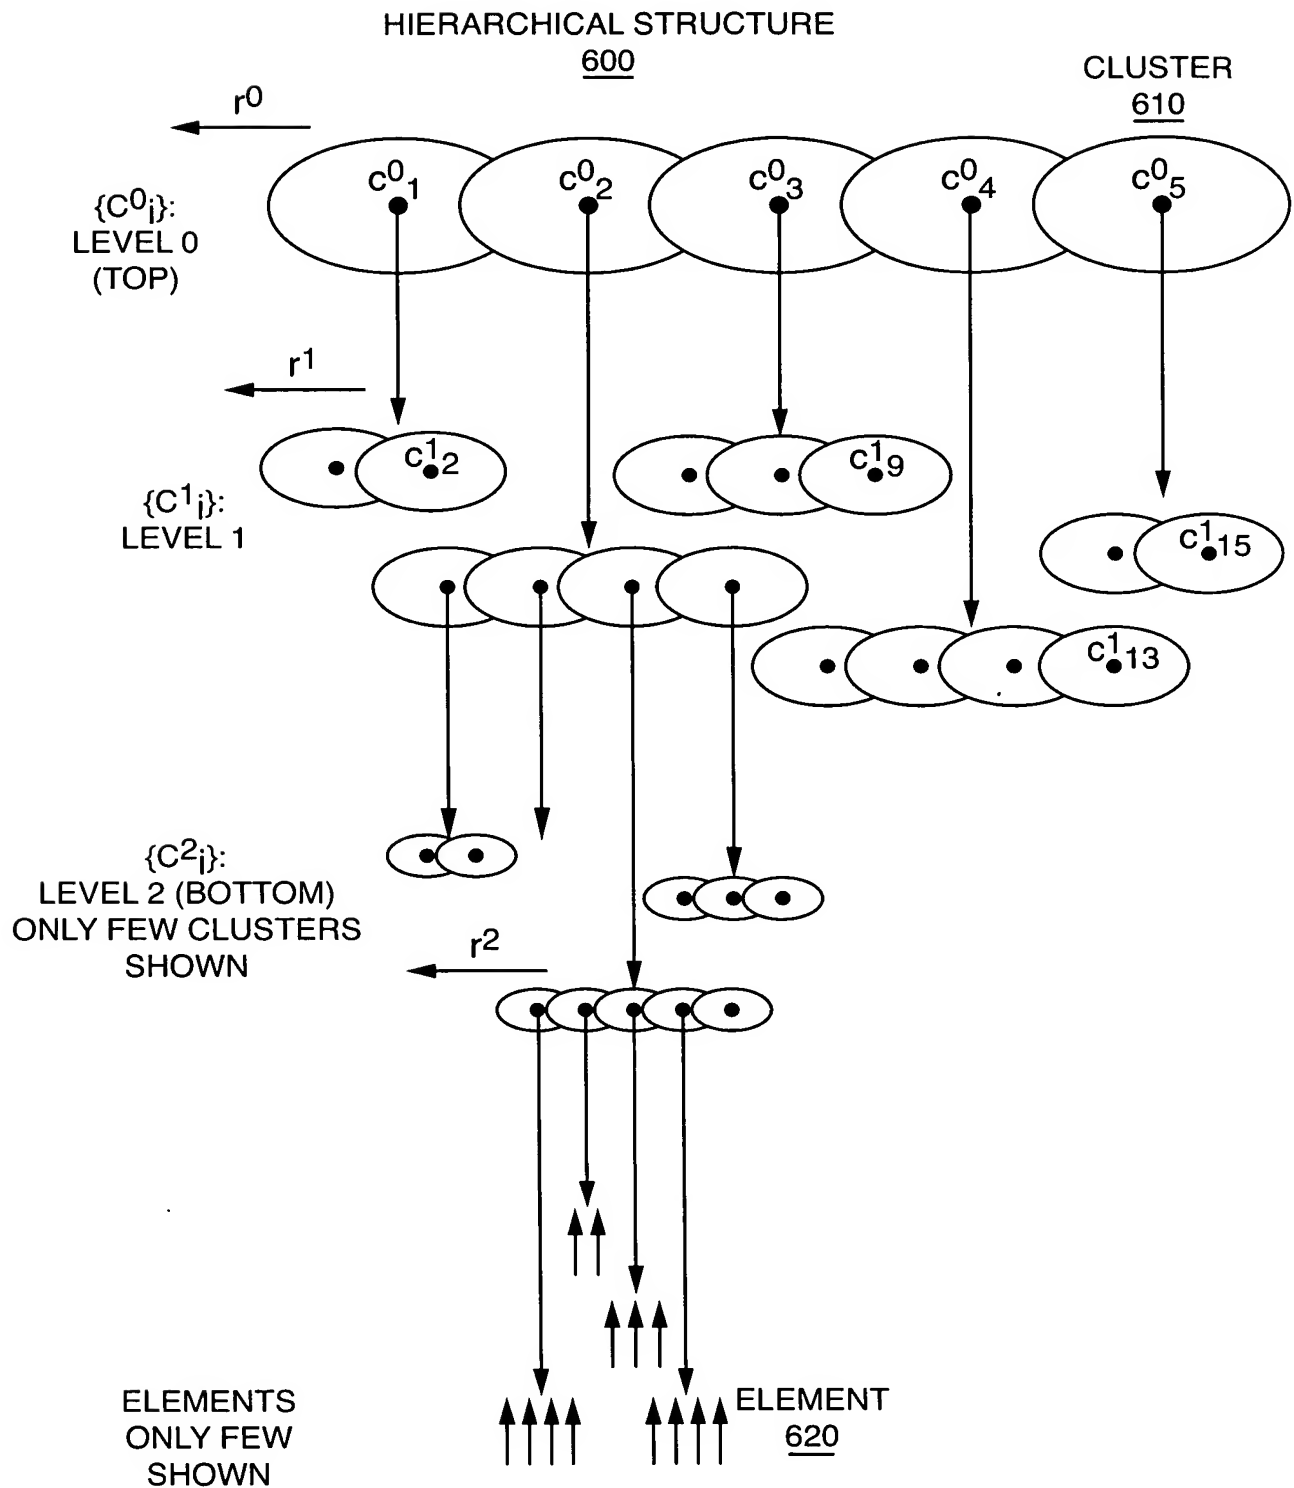 HIERARCHICAL STRUCTURE
600
CLUSTER
610
r⁰
c⁰₁
c⁰₂
c⁰₃
c⁰₄
c⁰₅
{C⁰ᵢ}:
LEVEL 0
(TOP)
r¹
c¹₂
c¹₉
{C¹ᵢ}:
LEVEL 1
c¹₁₅
c¹₁₃
{C²ᵢ}:
LEVEL 2 (BOTTOM)
ONLY FEW CLUSTERS
SHOWN
r²
ELEMENTS
ONLY FEW
SHOWN
ELEMENT
620